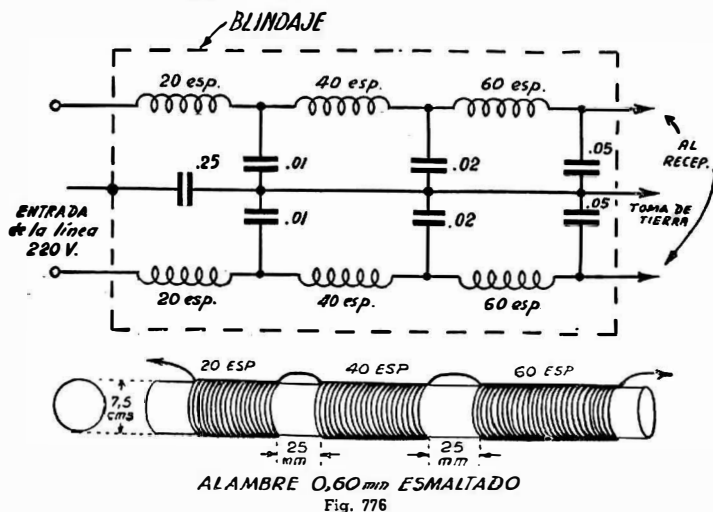 BLINDAJE
20 esp.
40 esp.
60 esp.
.25
.01
.02
.05
AL
RECEP.
ENTRADA
de la línea
220 V.
.01
.02
.05
TOMA DE
TIERRA
20 esp.
40 esp.
60 esp.
20 ESP
40 ESP
60 ESP
7,5
cms
25
mm
25
mm
ALAMBRE 0,60 mm ESMALTADO
Fig. 776